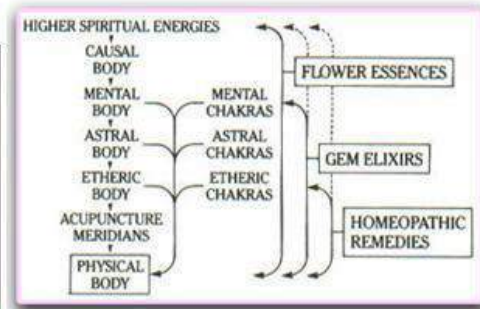 HIGHER SPIRITUAL ENERGIES
CAUSAL
BODY
FLOWER ESSENCES
MENTAL
BODY
MENTAL
CHAKRAS
ASTRAL
BODY
ASTRAL
CHAKRAS
GEM ELIXIRS
ETHERIC
BODY
ETHERIC
CHAKRAS
ACUPUNCTURE
MERIDIANS
HOMEOPATHIC
REMEDIES
PHYSICAL
BODY